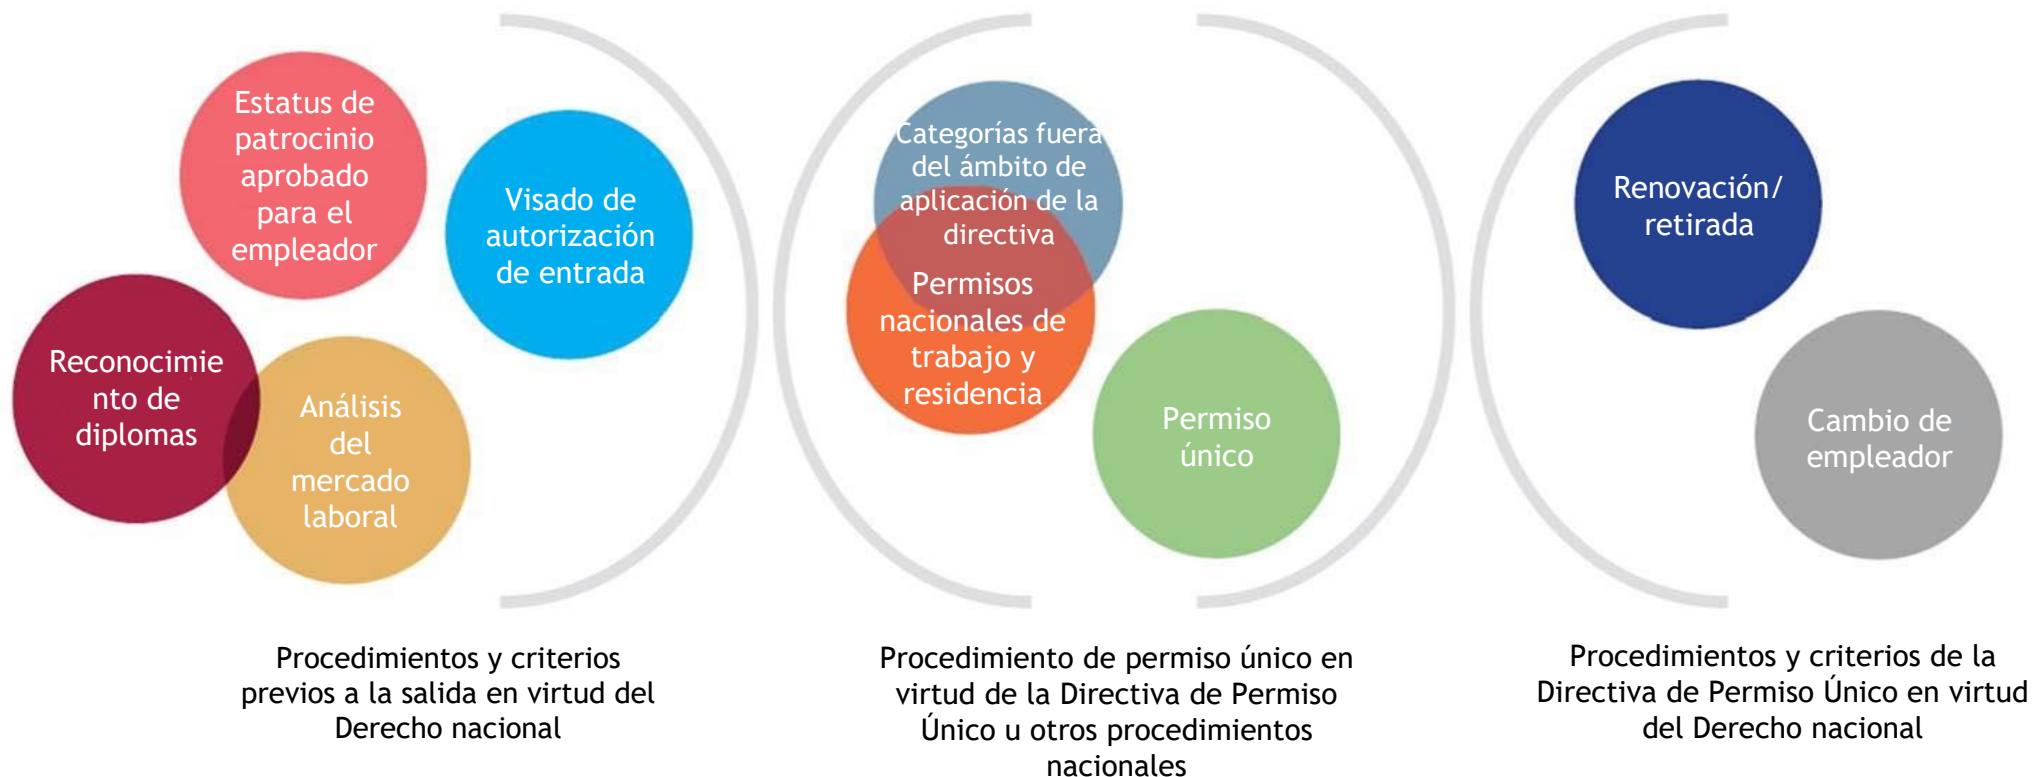 Estatus de
patrocinio
aprobado
para el
empleador
Visado de
autorización
de entrada
Reconocimie
nto de
diplomas
Análisis
del
mercado
laboral
Procedimientos y criterios
previos a la salida en virtud del
Derecho nacional
Categorías fuera
del ámbito de
aplicación de la
directiva
Permisos
nacionales de
trabajo y
residencia
Permiso
único
Procedimiento de permiso único en
virtud de la Directiva de Permiso
Único u otros procedimientos
nacionales
Renovación/
retirada
Cambio de
empleador
Procedimientos y criterios de la
Directiva de Permiso Único en virtud
del Derecho nacional